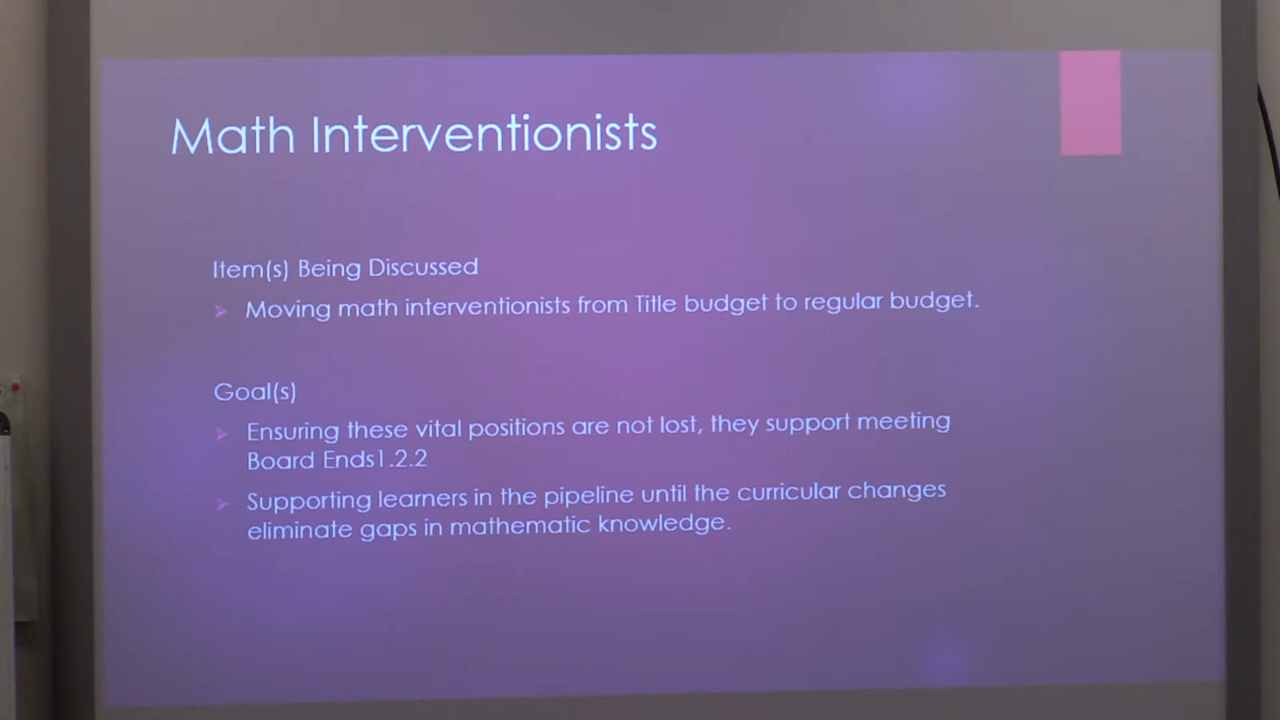 Math Interventionists
Item(s) Being Discussed
Moving math interventionists from Title budget to regular budget.
Goal(s)
Ensuring these vital positions are not lost, they support meeting
Board Ends1.2.2
Supporting learners in the pipeline until the curricular changes
eliminate gaps in mathematic knowledge.